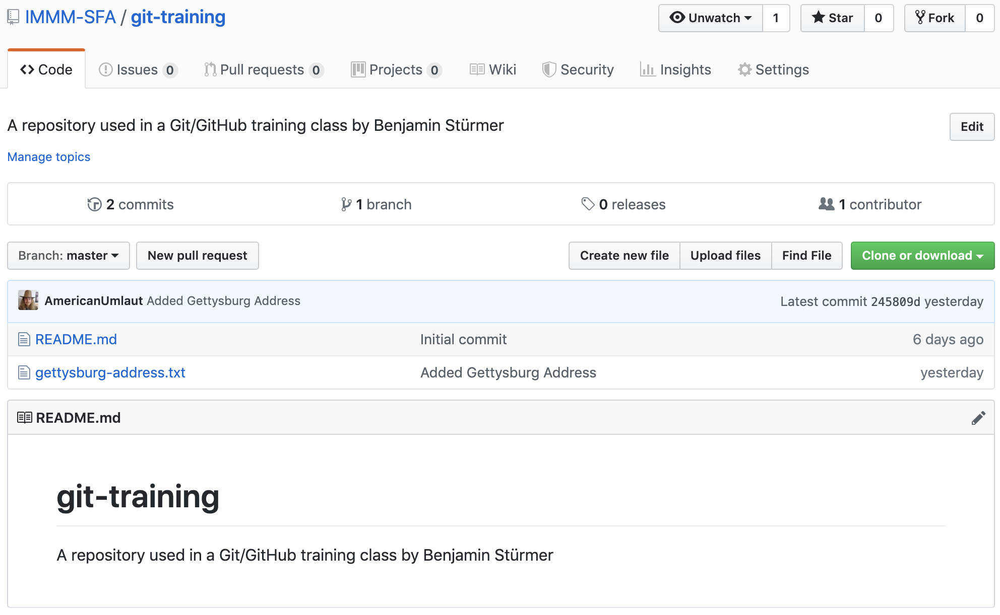 IMMM-SFA / git-training Unwatch 1 Star 0 Fork 0
Code Issues 0 Pull requests 0 Projects 0 Wiki Security Insights Settings
A repository used in a Git/GitHub training class by Benjamin Stürmer Edit
Manage topics
2 commits 1 branch 0 releases 1 contributor
Branch: master New pull request Create new file Upload files Find File Clone or download
AmericanUmlaut Added Gettysburg Address Latest commit 245809d yesterday
README.md Initial commit 6 days ago
gettysburg-address.txt Added Gettysburg Address yesterday
README.md
git-training
A repository used in a Git/GitHub training class by Benjamin Stürmer